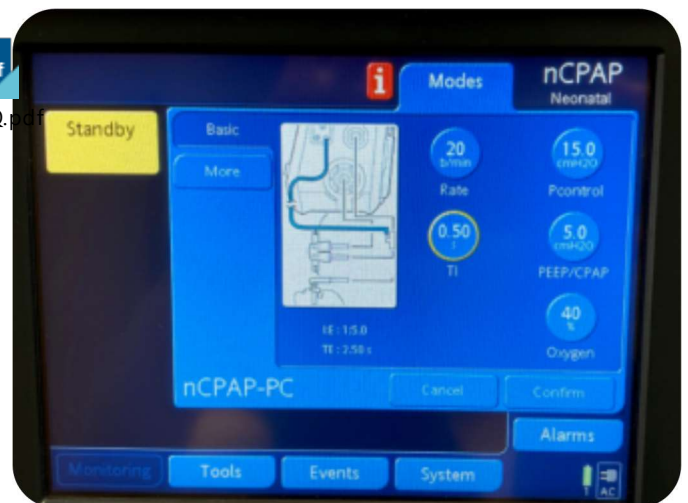 f
Q.pdf
i
Modes
nCPAP
Neonatal
Standby
Basic
More
20
b/min
Rate
15.0
cmH2O
Pcontrol
0.50
s
TI
5.0
cmH2O
PEEP/CPAP
40
%
Oxygen
I:E : 1:5.0
TE : 2.50 s
nCPAP-PC
Cancel
Confirm
Alarms
Monitoring
Tools
Events
System
1
AC